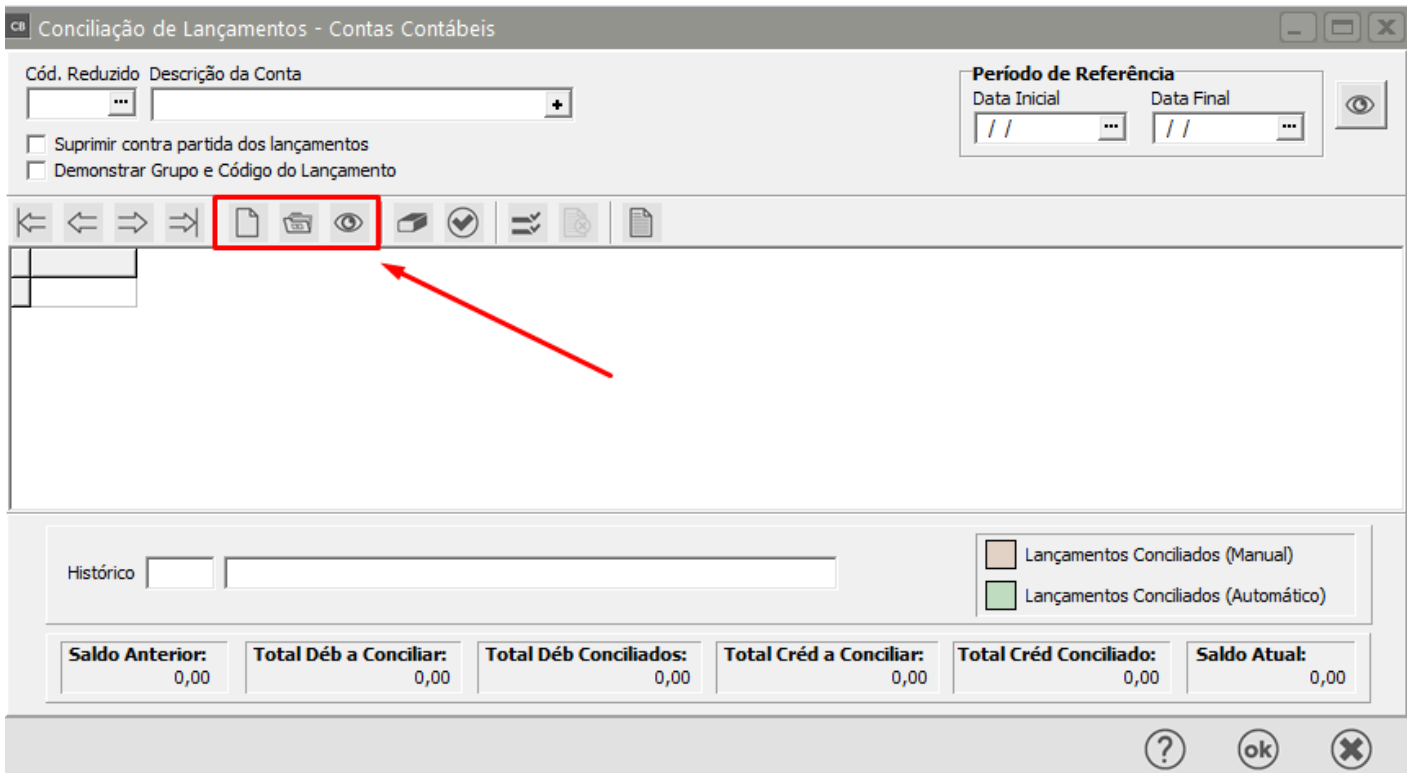 CB Conciliação de Lançamentos - Contas Contábeis
Cód. Reduzido Descrição da Conta
Período de Referência
Data Inicial Data Final
/ / / /
Suprimir contra partida dos lançamentos
Demonstrar Grupo e Código do Lançamento
Histórico
Lançamentos Conciliados (Manual)
Lançamentos Conciliados (Automático)
Saldo Anterior: Total Déb a Conciliar: Total Déb Conciliados: Total Créd a Conciliar: Total Créd Conciliado: Saldo Atual:
0,00 0,00 0,00 0,00 0,00 0,00
? ok